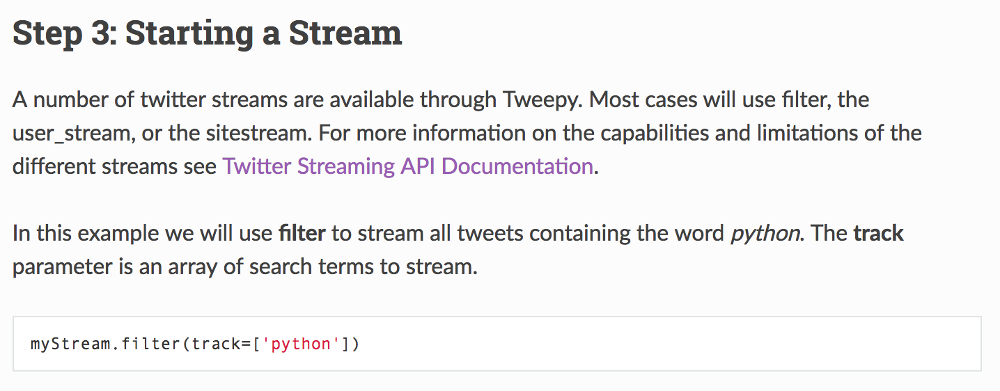 Step 3: Starting a Stream
A number of twitter streams are available through Tweepy. Most cases will use filter, the
user_stream, or the sitestream. For more information on the capabilities and limitations of the
different streams see Twitter Streaming API Documentation.
In this example we will use filter to stream all tweets containing the word python. The track
parameter is an array of search terms to stream.
myStream.filter(track=['python'])